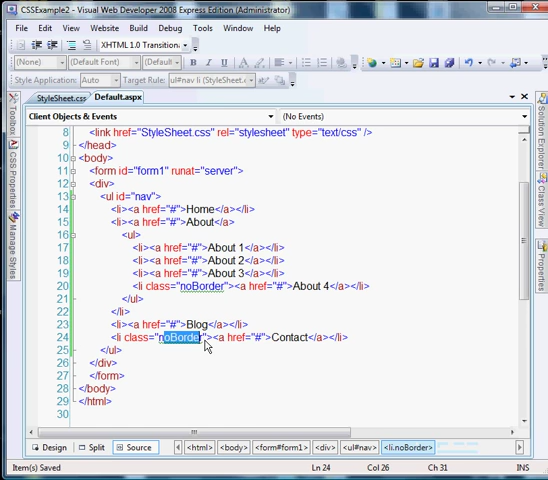 CSSExample2 - Visual Web Developer 2008 Express Edition (Administrator)
File Edit View Website Build Debug Tools Window Help
XHTML 1.0 Transition
(None) (Default) (Default)
Style Application: Auto Target Rule: ul#nav li (StyleSheet.c
StyleSheet.css Default.aspx
Client Objects & Events (No Events)
8 <link href="StyleSheet.css" rel="stylesheet" type="text/css" />
9 </head>
10 <body>
11 <form id="form1" runat="server">
12 <div>
13 <ul id="nav">
14 <li><a href="#">Home</a></li>
15 <li><a href="#">About</a>
16 <ul>
17 <li><a href="#">About 1</a></li>
18 <li><a href="#">About 2</a></li>
19 <li><a href="#">About 3</a></li>
20 <li class="noBorder"><a href="#">About 4</a></li>
21 </ul>
22 </li>
23 <li><a href="#">Blog</a></li>
24 <li class="noBorder"><a href="#">Contact</a></li>
25 </ul>
26 </div>
27 </form>
28 </body>
29 </html>
30
Toolbox
CSS Properties
Manage Styles
Solution Explorer
Class View
Properties
Design Split Source <html> <body> <form#form1> <div> <ul#nav> <li.noBorder>
Item(s) Saved Ln 24 Col 26 Ch 31 INS